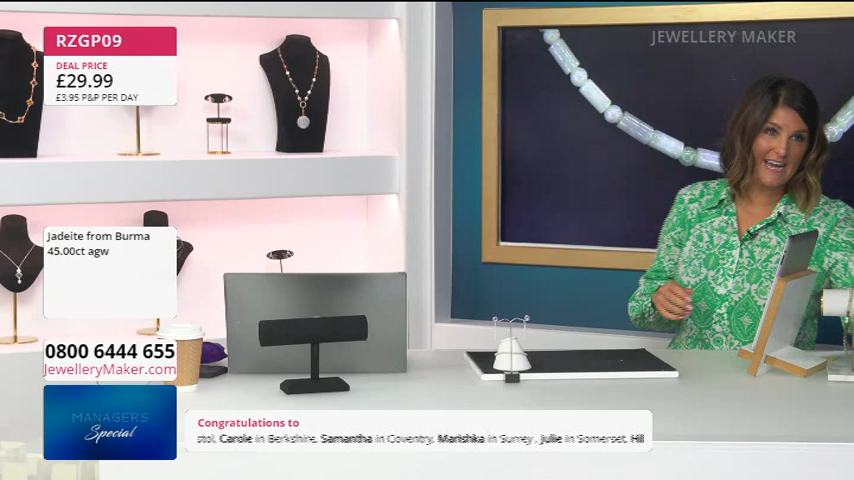 RZGP09
DEAL PRICE
£29.99
£3.95 P&P PER DAY
JEWELLERY MAKER
Jadeite from Burma
45.00ct agw
0800 6444 655
JewelleryMaker.com
MANAGERS
Special
Congratulations to
Carole in Berkshire, Samantha in Coventry, Marishka in Surrey, Julie in Somerset,